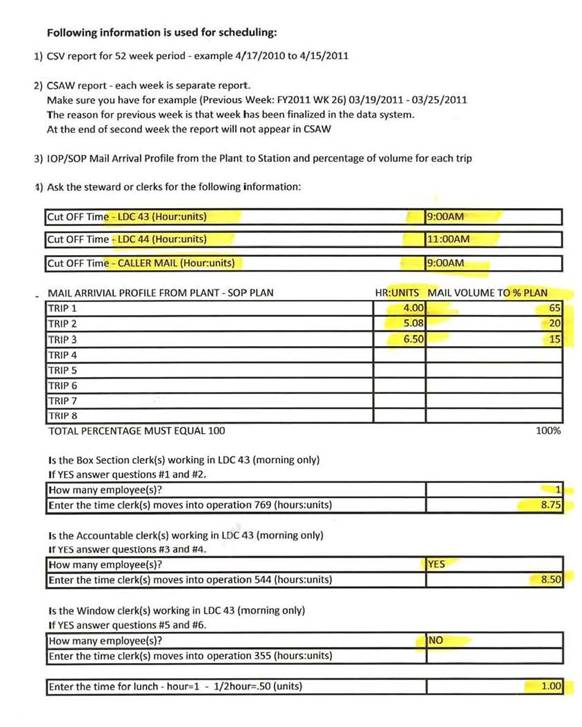 Following information is used for scheduling:
1) CSV report for 52 week period - example 4/17/2010 to 4/15/2011
2) CSAW report - each week is separate report.
Make sure you have for example (Previous Week: FY2011 WK 26) 03/19/2011 - 03/25/2011
The reason for previous week is that week has been finalized in the data system.
At the end of second week the report will not appear in CSAW
3) IOP/SOP Mail Arrival Profile from the Plant to Station and percentage of volume for each trip
4) Ask the steward or clerks for the following information:
Cut OFF Time - LDC 43 (Hour:units) 9:00AM
Cut OFF Time - LDC 44 (Hour:units) 11:00AM
Cut OFF Time - CALLER MAIL (Hour:units) 9:00AM
MAIL ARRIVIAL PROFILE FROM PLANT - SOP PLAN HR:UNITS MAIL VOLUME TO % PLAN
TRIP 1 4.00 65
TRIP 2 5.08 20
TRIP 3 6.50 15
TRIP 4
TRIP 5
TRIP 6
TRIP 7
TRIP 8
TOTAL PERCENTAGE MUST EQUAL 100 100%
Is the Box Section clerk(s) working in LDC 43 (morning only)
If YES answer questions #1 and #2.
How many employee(s)? 1
Enter the time clerk(s) moves into operation 769 (hours:units) 8.75
Is the Accountable clerk(s) working in LDC 43 (morning only)
If YES answer questions #3 and #4.
How many employee(s)? YES
Enter the time clerk(s) moves into operation 544 (hours:units) 8.50
Is the Window clerk(s) working in LDC 43 (morning only)
If YES answer questions #5 and #6.
How many employee(s)? NO
Enter the time clerk(s) moves into operation 355 (hours:units)
Enter the time for lunch - hour=1 - 1/2hour=.50 (units) 1.00